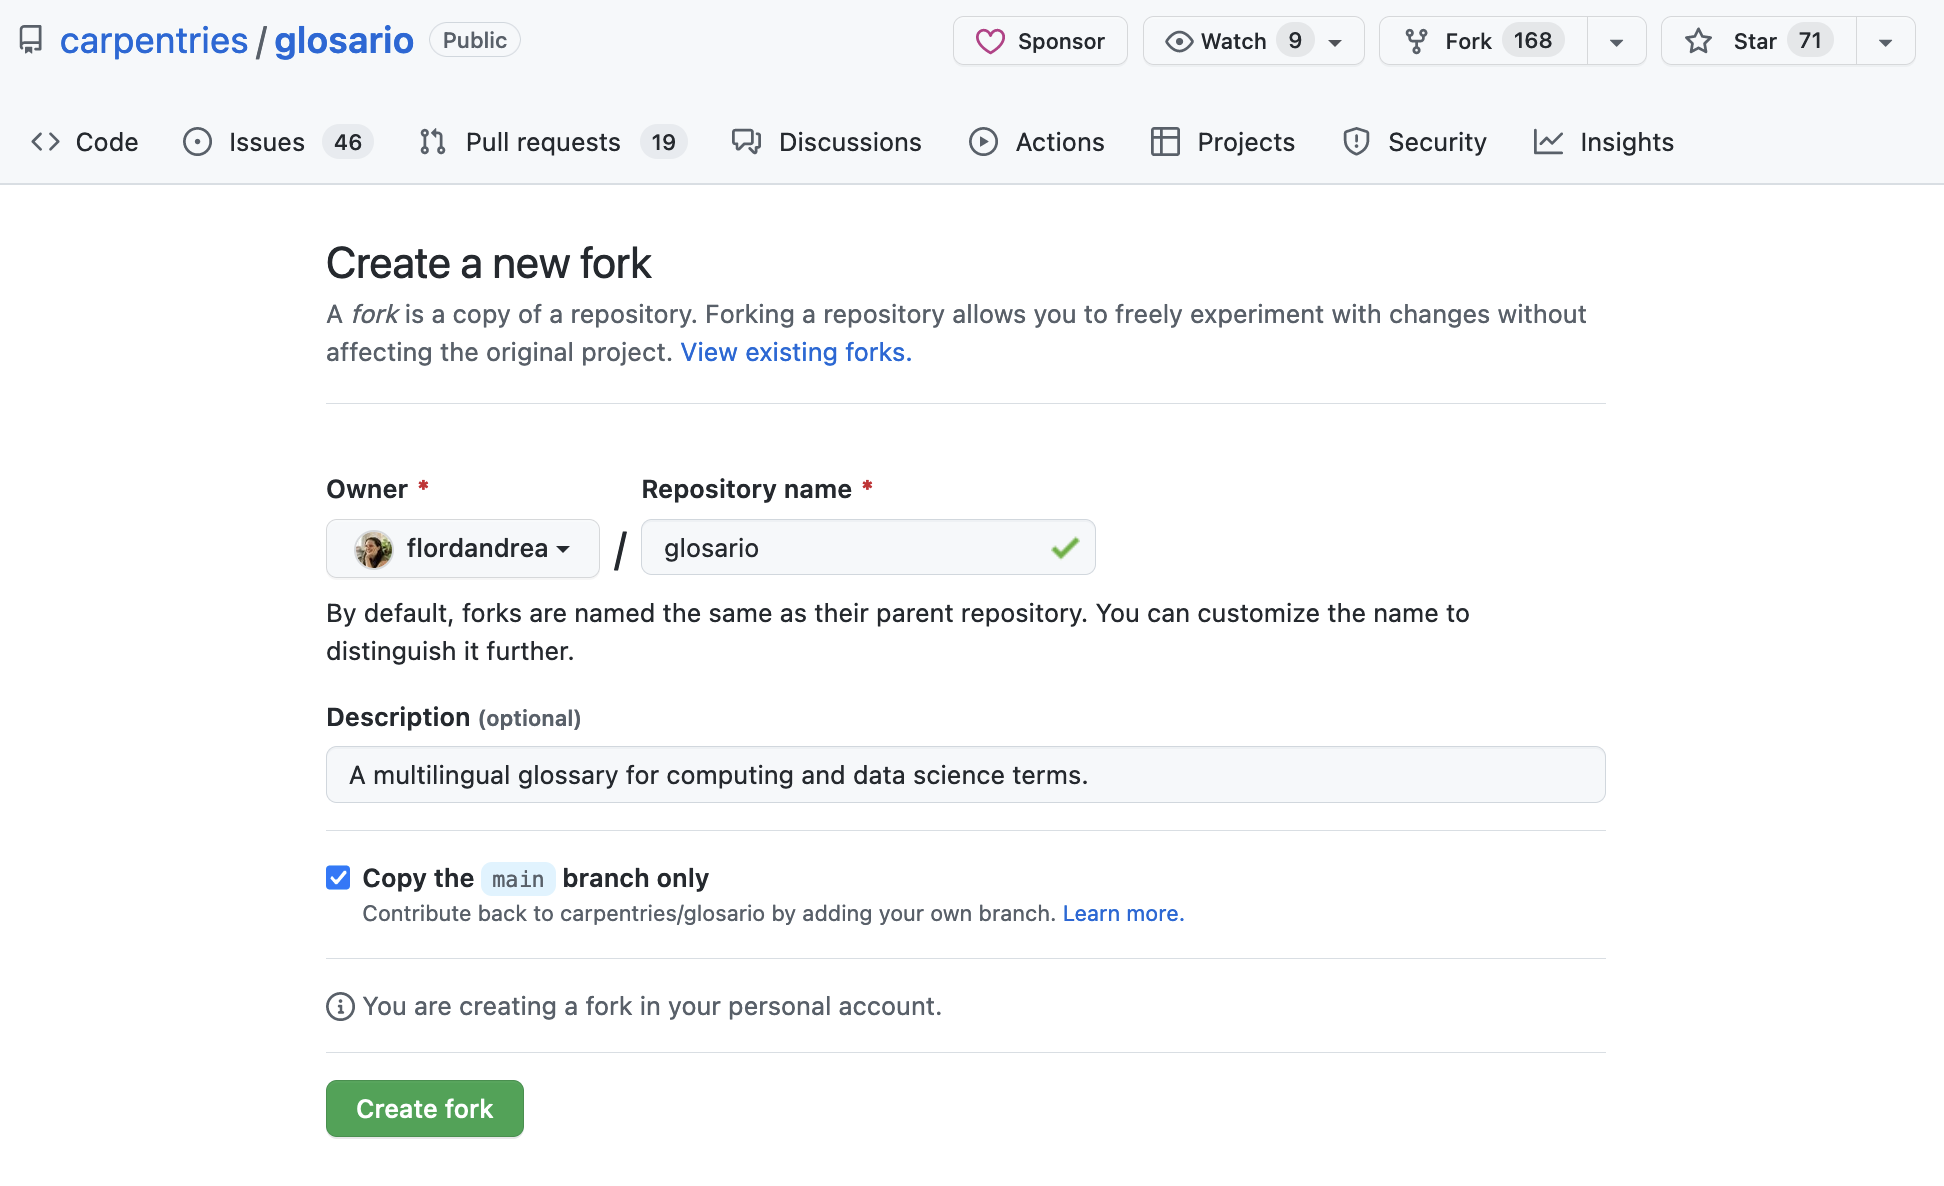 carpentries / glosario Public Sponsor Watch 9 Fork 168 Star 71
Code Issues 46 Pull requests 19 Discussions Actions Projects Security Insights
Create a new fork
A fork is a copy of a repository. Forking a repository allows you to freely experiment with changes without
affecting the original project. View existing forks.
Owner * Repository name *
flordandrea / glosario
By default, forks are named the same as their parent repository. You can customize the name to
distinguish it further.
Description (optional)
A multilingual glossary for computing and data science terms.
Copy the main branch only
Contribute back to carpentries/glosario by adding your own branch. Learn more.
You are creating a fork in your personal account.
Create fork